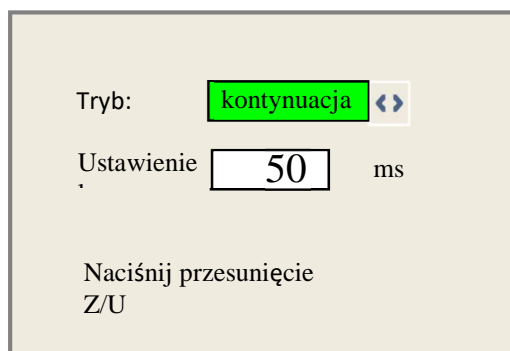 Tryb: kontynuacja
Ustawienie 50 ms
Naciśnij przesunięcie
Z/U